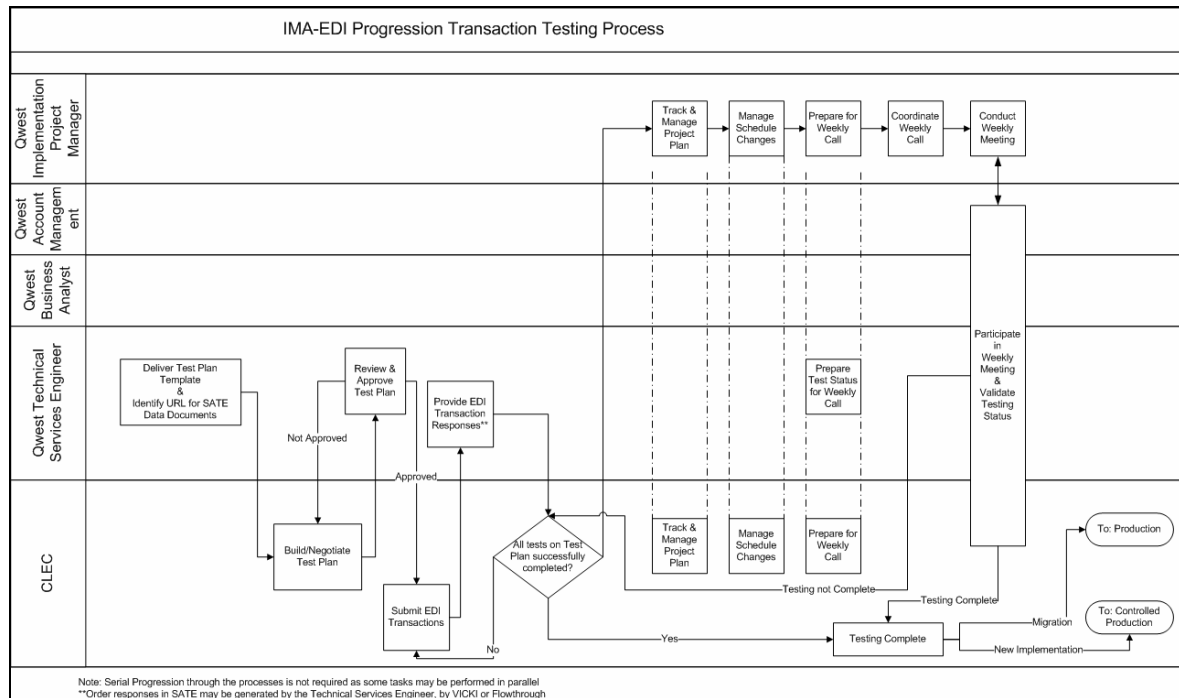 IMA-EDI Progression Transaction Testing Process
Qwest
Implementation
Project
Manager
Track &
Manage
Project
Plan
Manage
Schedule
Changes
Prepare for
Weekly
Call
Coordinate
Weekly
Call
Conduct
Weekly
Meeting
Qwest
Account
Managem
ent
Qwest
Business
Analyst
Qwest Technical
Services Engineer
Deliver Test Plan
Template
&
Identify URL for SATE
Data Documents
Review &
Approve
Test Plan
Provide EDI
Transaction
Responses**
Prepare
Test Status
for Weekly
Call
Participate
in
Weekly
Meeting
&
Validate
Testing
Status
Not Approved
Approved
CLEC
Build/Negotiate
Test Plan
Submit EDI
Transactions
All tests on Test
Plan successfully
completed?
Track &
Manage
Project
Plan
Manage
Schedule
Changes
Prepare for
Weekly
Call
To: Production
Testing not Complete
Testing Complete
To: Controlled
Production
Migration
No
Yes
Testing Complete
New Implementation
Note: Serial Progression through the processes is not required as some tasks may be performed in parallel
**Order responses in SATE may be generated by the Technical Services Engineer, by VICKI or Flowthrough